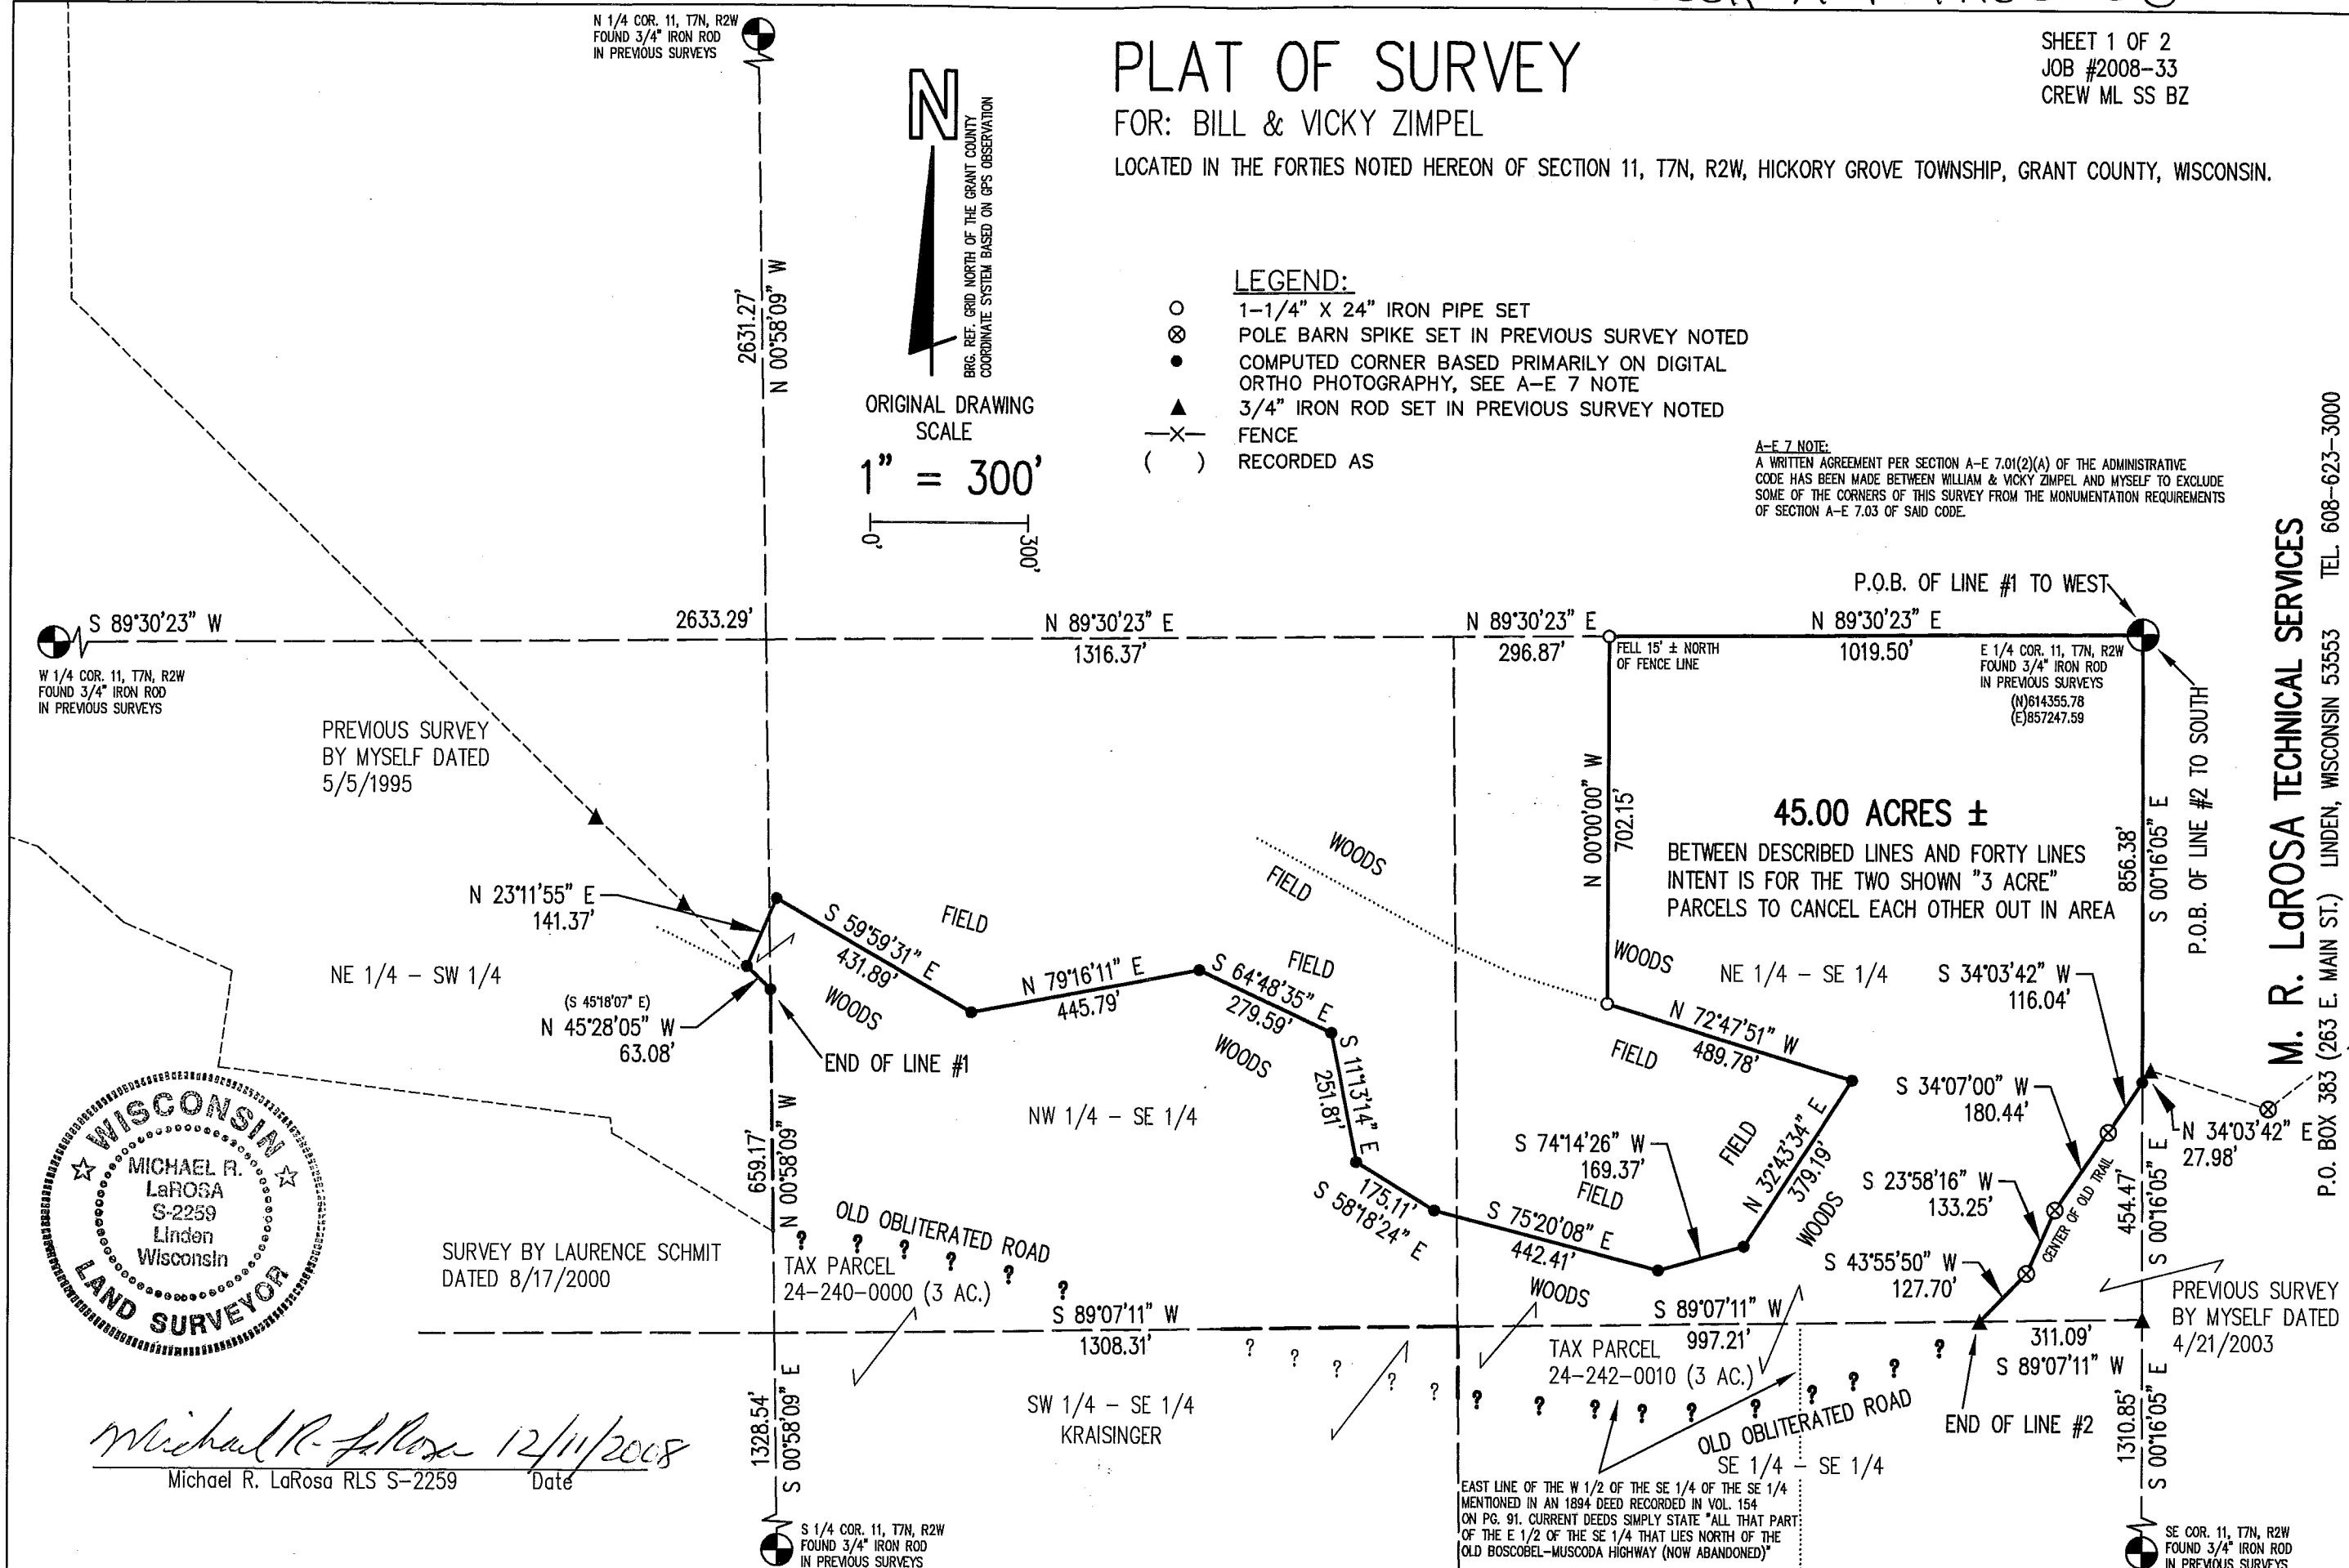 N 1/4 COR. 11, T7N, R2W
FOUND 3/4" IRON ROD
IN PREVIOUS SURVEYS
N
BRG. REF. GRID NORTH OF THE GRANT COUNTY
COORDINATE SYSTEM BASED ON GPS OBSERVATION
ORIGINAL DRAWING
SCALE
1" = 300'
0'
300'
PLAT OF SURVEY
FOR: BILL & VICKY ZIMPEL
LOCATED IN THE FORTIES NOTED HEREON OF SECTION 11, T7N, R2W, HICKORY GROVE TOWNSHIP, GRANT COUNTY, WISCONSIN.
SHEET 1 OF 2
JOB #2008-33
CREW ML SS BZ
LEGEND:
1-1/4" X 24" IRON PIPE SET
POLE BARN SPIKE SET IN PREVIOUS SURVEY NOTED
COMPUTED CORNER BASED PRIMARILY ON DIGITAL
ORTHO PHOTOGRAPHY, SEE A-E 7 NOTE
3/4" IRON ROD SET IN PREVIOUS SURVEY NOTED
—X— FENCE
( ) RECORDED AS
A-E 7 NOTE:
A WRITTEN AGREEMENT PER SECTION A-E 7.01(2)(A) OF THE ADMINISTRATIVE
CODE HAS BEEN MADE BETWEEN WILLIAM & VICKY ZIMPEL AND MYSELF TO EXCLUDE
SOME OF THE CORNERS OF THIS SURVEY FROM THE MONUMENTATION REQUIREMENTS
OF SECTION A-E 7.03 OF SAID CODE.
M. R. LaROSA TECHNICAL SERVICES
P.O. BOX 383 (263 E. MAIN ST.) LINDEN, WISCONSIN 53553 TEL. 608-623-3000
2631.27'
N 00°58'09" W
P.O.B. OF LINE #1 TO WEST
S 89°30'23" W
2633.29'
N 89°30'23" E
1316.37'
N 89°30'23" E
296.87'
N 89°30'23" E
1019.50'
W 1/4 COR. 11, T7N, R2W
FOUND 3/4" IRON ROD
IN PREVIOUS SURVEYS
FELL 15' ± NORTH
OF FENCE LINE
E 1/4 COR. 11, T7N, R2W
FOUND 3/4" IRON ROD
IN PREVIOUS SURVEYS
(N)614355.78
(E)857247.59
P.O.B. OF LINE #2 TO SOUTH
PREVIOUS SURVEY
BY MYSELF DATED
5/5/1995
N 00°00'00" W
702.15'
45.00 ACRES ±
BETWEEN DESCRIBED LINES AND FORTY LINES
INTENT IS FOR THE TWO SHOWN "3 ACRE"
PARCELS TO CANCEL EACH OTHER OUT IN AREA
856.38'
S 00°16'05" E
WOODS
FIELD
N 23°11'55" E
141.37'
S 59°59'31" E
431.89'
FIELD
WOODS
N 79°16'11" E
445.79'
S 64°48'35" E
279.59'
FIELD
WOODS
WOODS
NE 1/4 - SE 1/4
S 34°03'42" W
116.04'
NE 1/4 - SW 1/4
(S 45°18'07" E)
N 45°28'05" W
63.08'
END OF LINE #1
S 11°13'14" E
251.81'
N 72°47'51" W
489.78'
FIELD
S 34°07'00" W
180.44'
NW 1/4 - SE 1/4
N 34°03'42" E
27.98'
659.17'
N 00°58'09" W
175.11'
S 58°18'24" E
S 74°14'26" W
169.37'
FIELD
FIELD
N 32°43'34" E
379.19'
WOODS
S 23°58'16" W
133.25'
CENTER OF OLD TRAIL
454.47'
S 00°16'05" E
S 75°20'08" E
442.41'
WOODS
S 43°55'50" W
127.70'
WISCONSIN
MICHAEL R.
LaROSA
S-2259
Linden
Wisconsin
LAND SURVEYOR
SURVEY BY LAURENCE SCHMIT
DATED 8/17/2000
OLD OBLITERATED ROAD
? ? ? ? ? ?
TAX PARCEL
24-240-0000 (3 AC.)
PREVIOUS SURVEY
BY MYSELF DATED
4/21/2003
S 89°07'11" W
1308.31'
S 89°07'11" W
997.21'
311.09'
S 89°07'11" W
TAX PARCEL
24-242-0010 (3 AC.)
? ? ? ? ? ? ? ? ? ? ? ? ? ? ?
OLD OBLITERATED ROAD
END OF LINE #2
SW 1/4 - SE 1/4
KRAISINGER
SE 1/4 - SE 1/4
1328.54'
S 00°58'09" E
1310.85'
S 00°16'05" E
Michael R. LaRosa 12/11/2008
Michael R. LaRosa RLS S-2259 Date
EAST LINE OF THE W 1/2 OF THE SE 1/4 OF THE SE 1/4
MENTIONED IN AN 1894 DEED RECORDED IN VOL. 154
ON PG. 91. CURRENT DEEDS SIMPLY STATE "ALL THAT PART
OF THE E 1/2 OF THE SE 1/4 THAT LIES NORTH OF THE
OLD BOSCOBEL-MUSCODA HIGHWAY (NOW ABANDONED)"
S 1/4 COR. 11, T7N, R2W
FOUND 3/4" IRON ROD
IN PREVIOUS SURVEYS
SE COR. 11, T7N, R2W
FOUND 3/4" IRON ROD
IN PREVIOUS SURVEYS